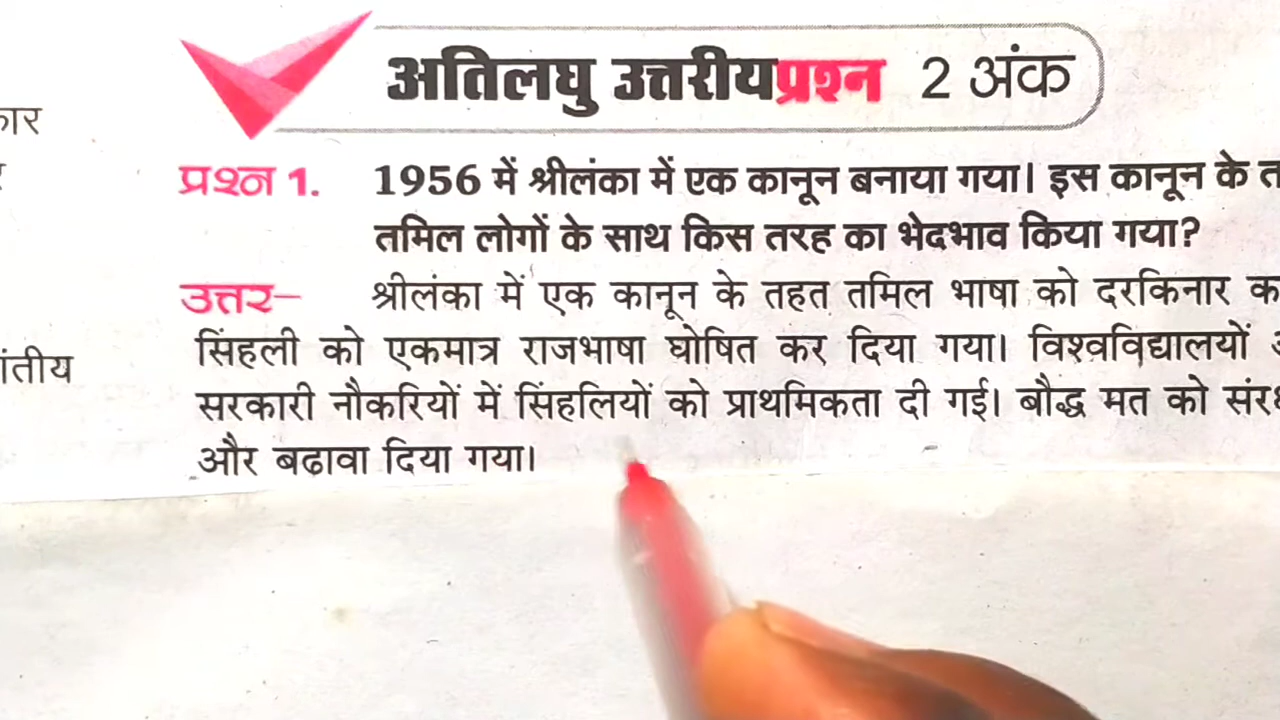 अतिलघु उत्तरीय प्रश्न 2 अंक
कार
प्रश्न 1. 1956 में श्रीलंका में एक कानून बनाया गया। इस कानून के
तमिल लोगों के साथ किस तरह का भेदभाव किया गया?
उत्तर– श्रीलंका में एक कानून के तहत तमिल भाषा को दरकिनार
सिंहली को एकमात्र राजभाषा घोषित कर दिया गया। विश्वविद्यालयों
सरकारी नौकरियों में सिंहलियों को प्राथमिकता दी गई। बौद्ध मत को
और बढावा दिया गया।